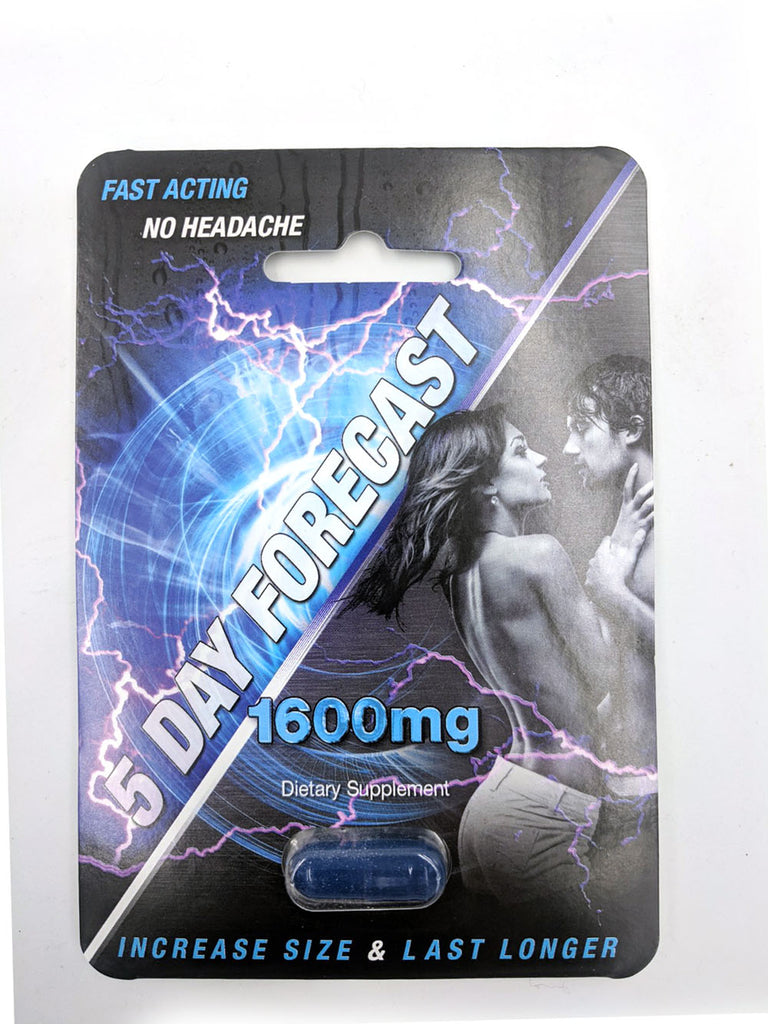 FAST ACTING
NO HEADACHE
5 DAY FORECAST
1600mg
Dietary Supplement
INCREASE SIZE & LAST LONGER